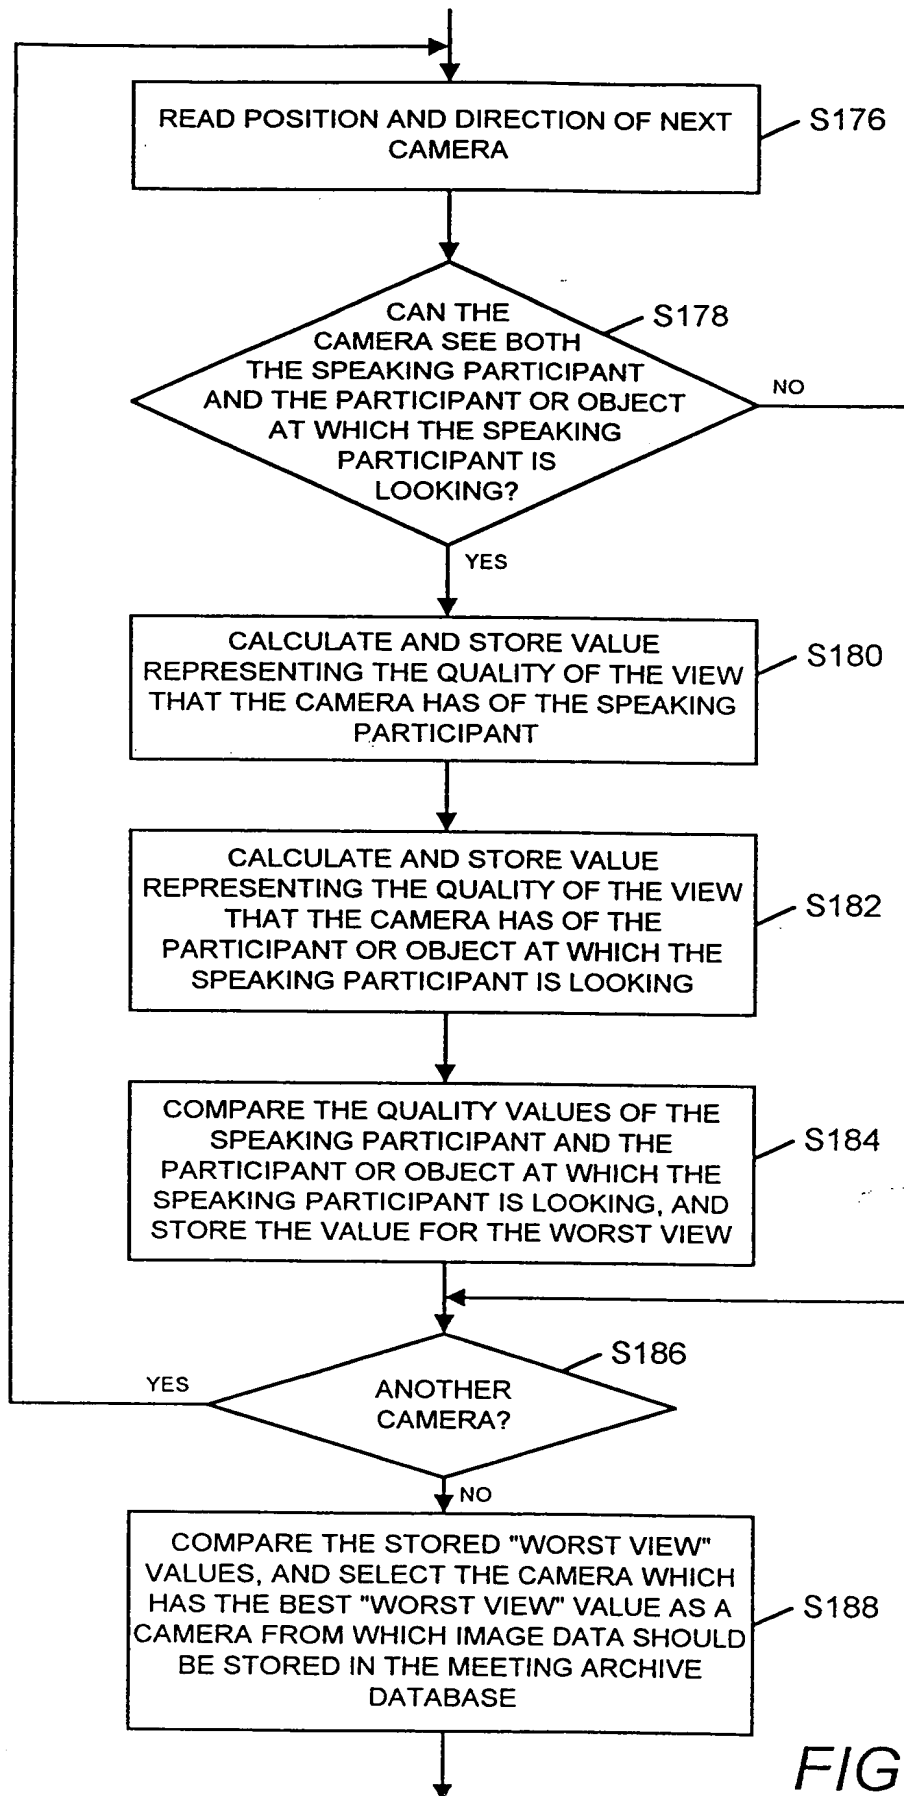 READ POSITION AND DIRECTION OF NEXT
CAMERA
S176
CAN THE
CAMERA SEE BOTH
THE SPEAKING PARTICIPANT
AND THE PARTICIPANT OR OBJECT
AT WHICH THE SPEAKING
PARTICIPANT IS
LOOKING?
S178
NO
YES
CALCULATE AND STORE VALUE
REPRESENTING THE QUALITY OF THE VIEW
THAT THE CAMERA HAS OF THE SPEAKING
PARTICIPANT
S180
CALCULATE AND STORE VALUE
REPRESENTING THE QUALITY OF THE VIEW
THAT THE CAMERA HAS OF THE
PARTICIPANT OR OBJECT AT WHICH THE
SPEAKING PARTICIPANT IS LOOKING
S182
COMPARE THE QUALITY VALUES OF THE
SPEAKING PARTICIPANT AND THE
PARTICIPANT OR OBJECT AT WHICH THE
SPEAKING PARTICIPANT IS LOOKING, AND
STORE THE VALUE FOR THE WORST VIEW
S184
S186
YES
ANOTHER
CAMERA?
NO
COMPARE THE STORED "WORST VIEW"
VALUES, AND SELECT THE CAMERA WHICH
HAS THE BEST "WORST VIEW" VALUE AS A
CAMERA FROM WHICH IMAGE DATA SHOULD
BE STORED IN THE MEETING ARCHIVE
DATABASE
S188
FIG